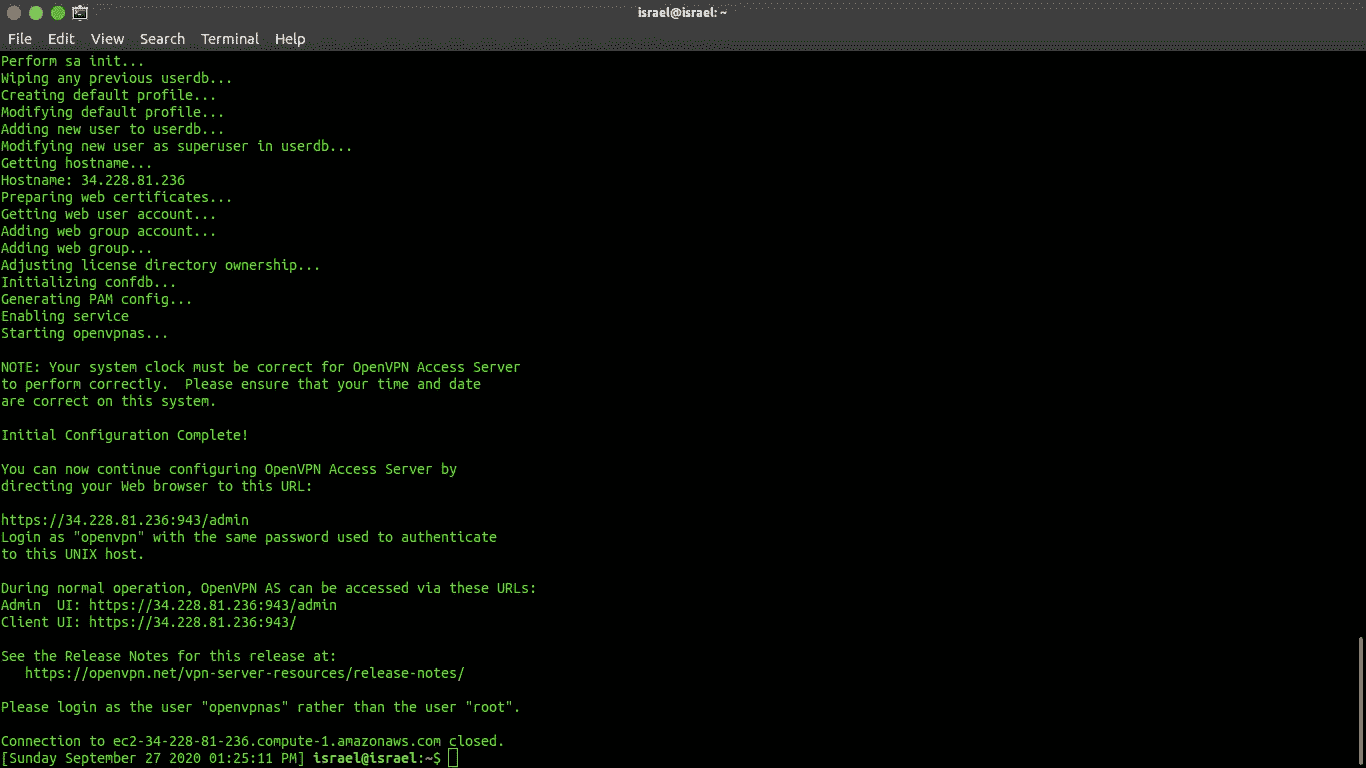 israel@israel: ~
File Edit View Search Terminal Help
Perform sa init...
Wiping any previous userdb...
Creating default profile...
Modifying default profile...
Adding new user to userdb...
Modifying new user as superuser in userdb...
Getting hostname...
Hostname: 34.228.81.236
Preparing web certificates...
Getting web user account...
Adding web group account...
Adding web group...
Adjusting license directory ownership...
Initializing confdb...
Generating PAM config...
Enabling service
Starting openvpnas...
NOTE: Your system clock must be correct for OpenVPN Access Server
to perform correctly.  Please ensure that your time and date
are correct on this system.
Initial Configuration Complete!
You can now continue configuring OpenVPN Access Server by
directing your Web browser to this URL:
https://34.228.81.236:943/admin
Login as "openvpn" with the same password used to authenticate
to this UNIX host.
During normal operation, OpenVPN AS can be accessed via these URLs:
Admin  UI: https://34.228.81.236:943/admin
Client UI: https://34.228.81.236:943/
See the Release Notes for this release at:
   https://openvpn.net/vpn-server-resources/release-notes/
Please login as the user "openvpnas" rather than the user "root".
Connection to ec2-34-228-81-236.compute-1.amazonaws.com closed.
[Sunday September 27 2020 01:25:11 PM] israel@israel:~$